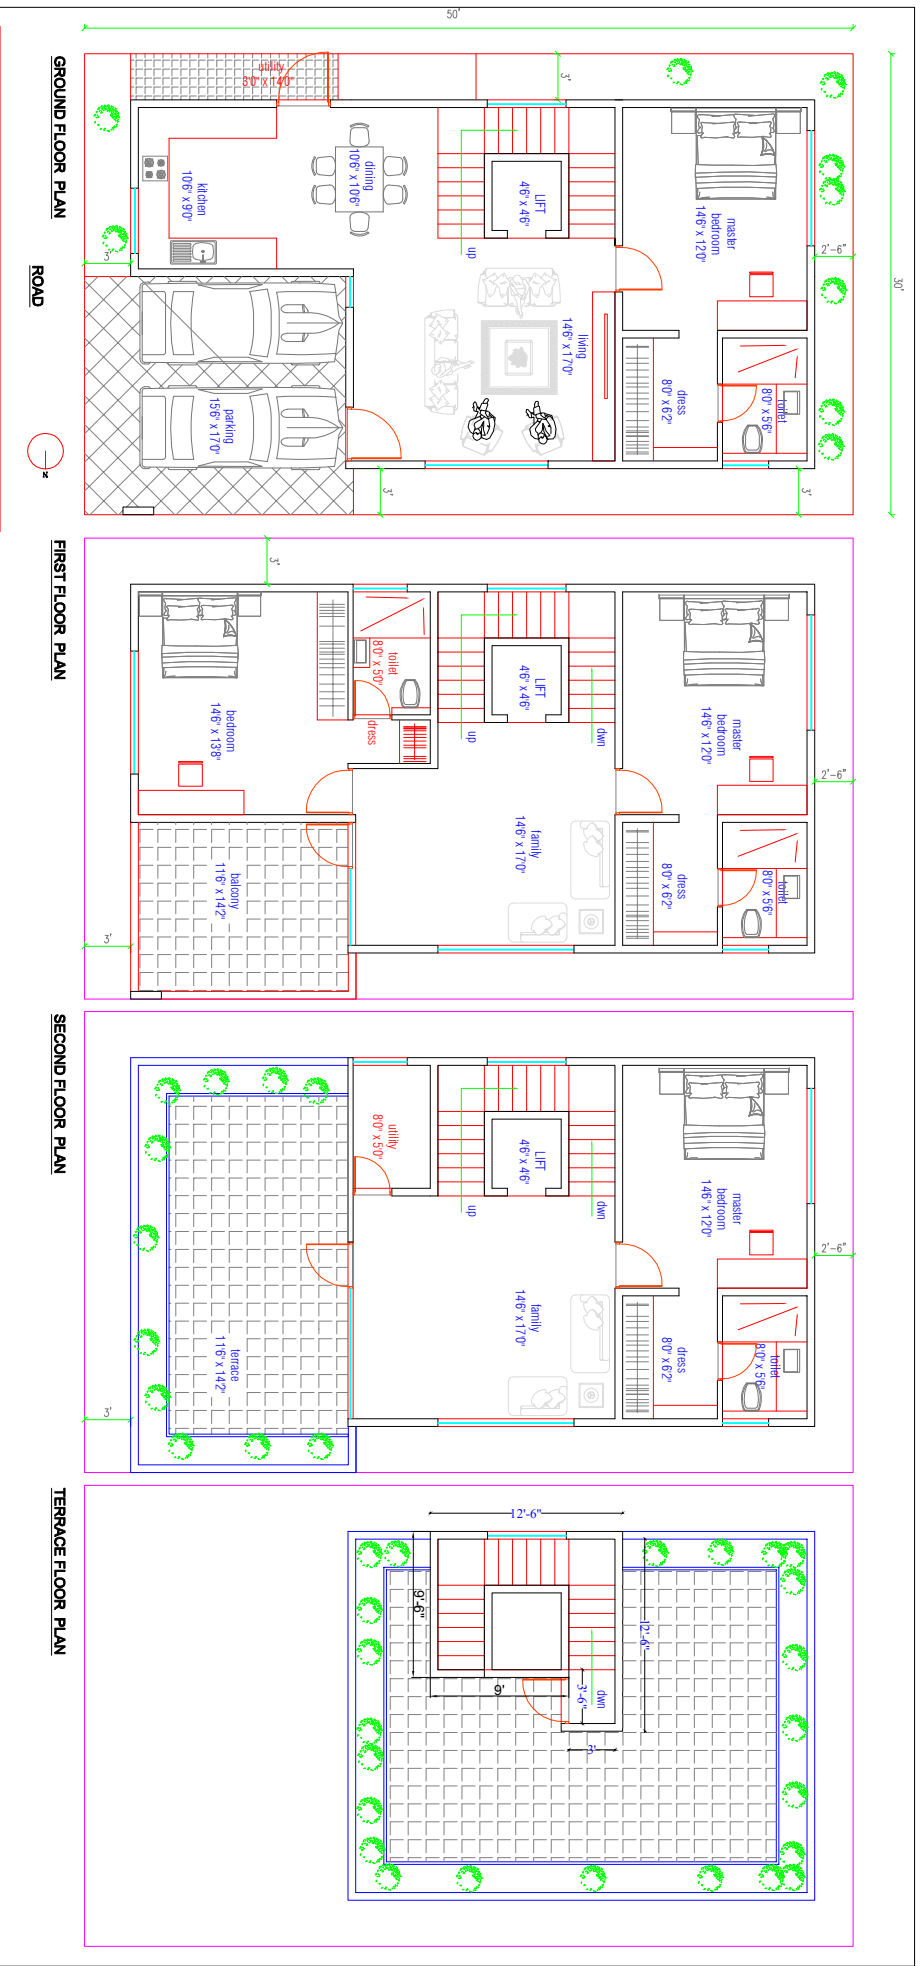 50'
30'
utility
3'0" x 14'0"
3'
dining
10'6" x 10'6"
kitchen
10'6" x 9'0"
LIFT
4'6" x 4'6"
up
master
bedroom
14'6" x 12'0"
2'-6"
3'
living
14'6" x 17'0"
dress
8'0" x 6'2"
toilet
8'0" x 5'6"
parking
15'6" x 17'0"
3'
3'
GROUND FLOOR PLAN
ROAD
N
3'
bedroom
14'6" x 13'8"
toilet
8'0" x 5'0"
dress
LIFT
4'6" x 4'6"
up
dwn
master
bedroom
14'6" x 12'0"
2'-6"
family
14'6" x 17'0"
dress
8'0" x 6'2"
toilet
8'0" x 5'6"
balcony
11'6" x 14'2"
3'
FIRST FLOOR PLAN
utility
8'0" x 5'0"
LIFT
4'6" x 4'6"
up
dwn
master
bedroom
14'6" x 12'0"
2'-6"
family
14'6" x 17'0"
dress
8'0" x 6'2"
toilet
8'0" x 5'6"
terrace
11'6" x 14'2"
3'
SECOND FLOOR PLAN
12'-6"
9'-6"
12'-6"
9'
3'-6"
dwn
3'
TERRACE FLOOR PLAN